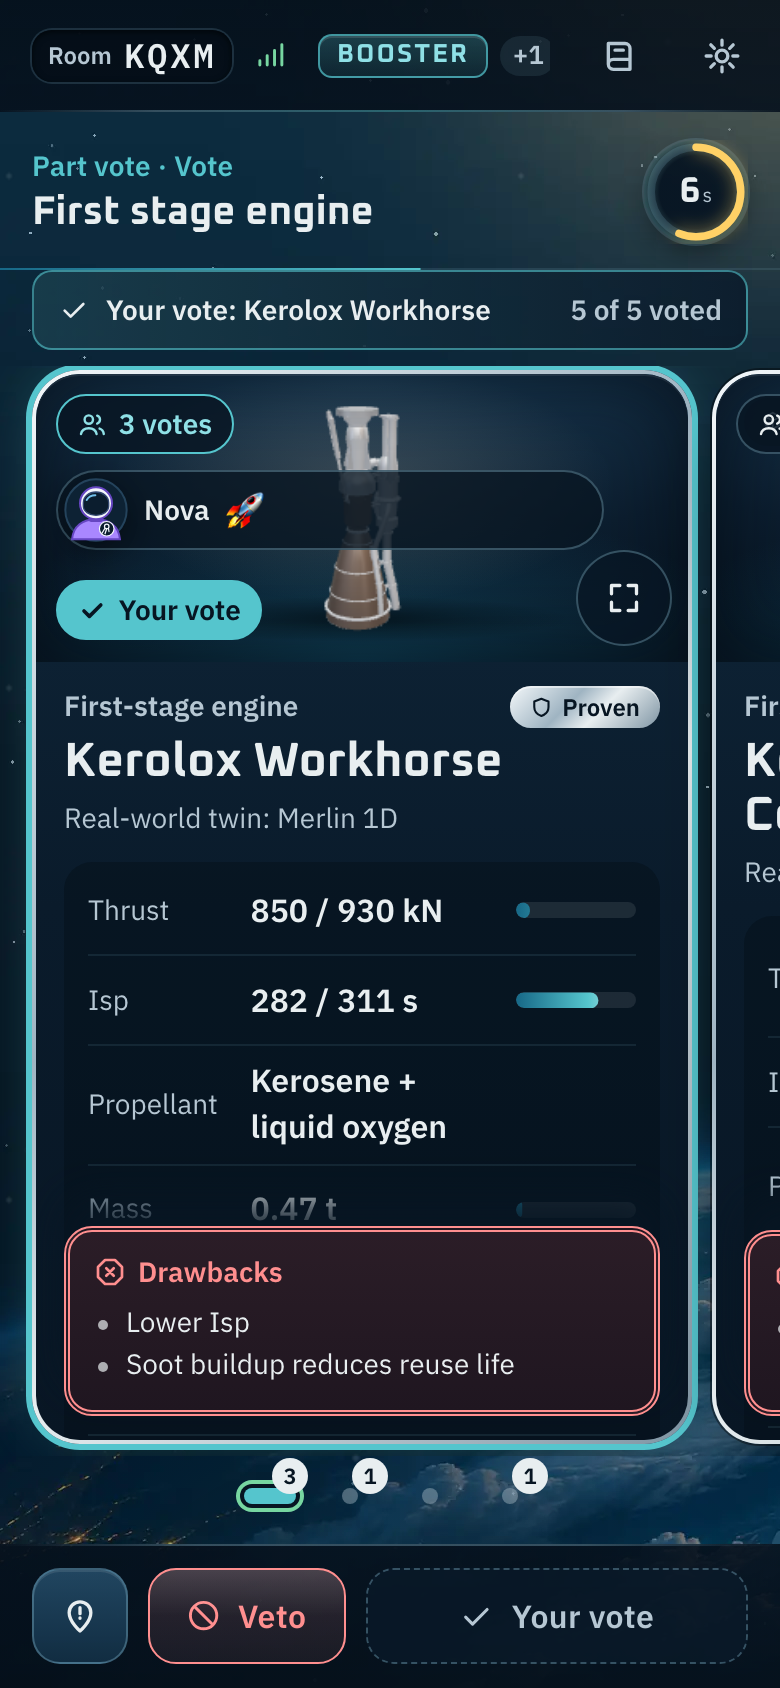 Room KQXM
BOOSTER
+1
Part vote · Vote
First stage engine
6 s
Your vote: Kerolox Workhorse
5 of 5 voted
3 votes
Nova 🚀
Your vote
First-stage engine
Proven
Kerolox Workhorse
Real-world twin: Merlin 1D
Thrust 850 / 930 kN
Isp 282 / 311 s
Propellant Kerosene +
liquid oxygen
Mass 0.47 t
Drawbacks
• Lower Isp
• Soot buildup reduces reuse life
3
1
1
Veto
Your vote